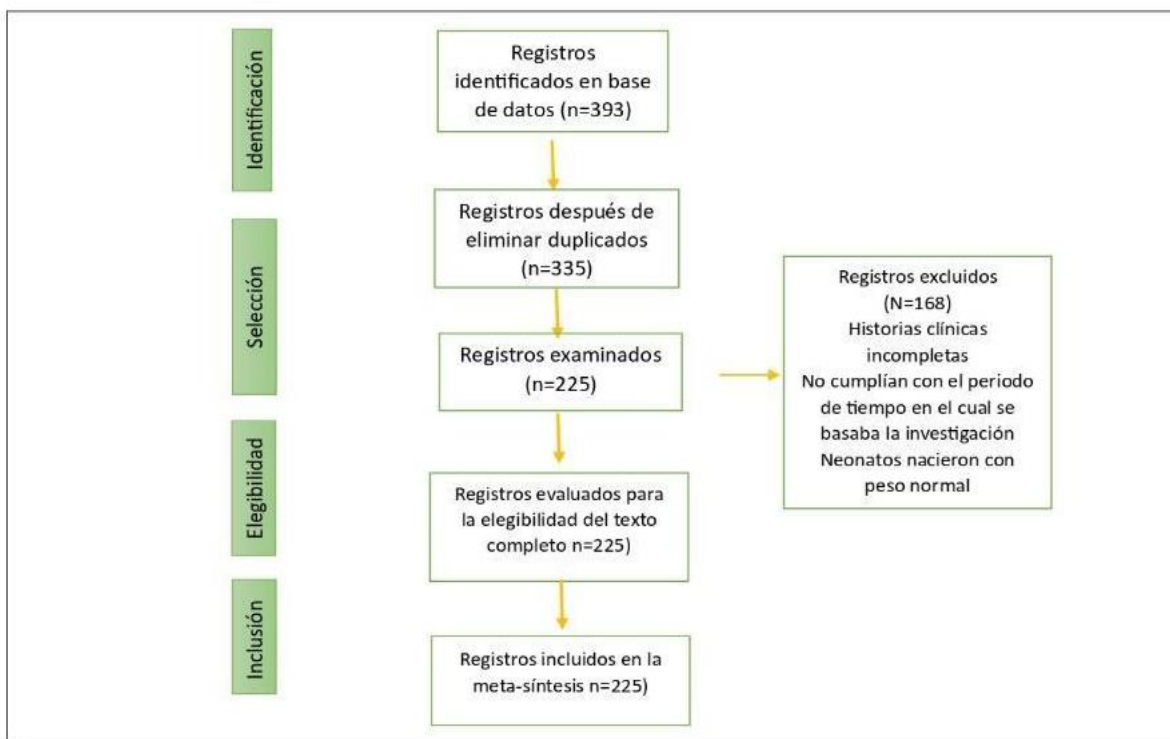 Identificación
Registros
identificados en base
de datos (n=393)
Selección
Registros después de
eliminar duplicados
(n=335)
Registros examinados
(n=225)
Registros excluidos
(N=168)
Historias clínicas
incompletas
No cumplían con el periodo
de tiempo en el cual se
basaba la investigación
Neonatos nacieron con
peso normal
Elegibilidad
Registros evaluados para
la elegibilidad del texto
completo n=225)
Inclusión
Registros incluidos en la
meta-síntesis n=225)